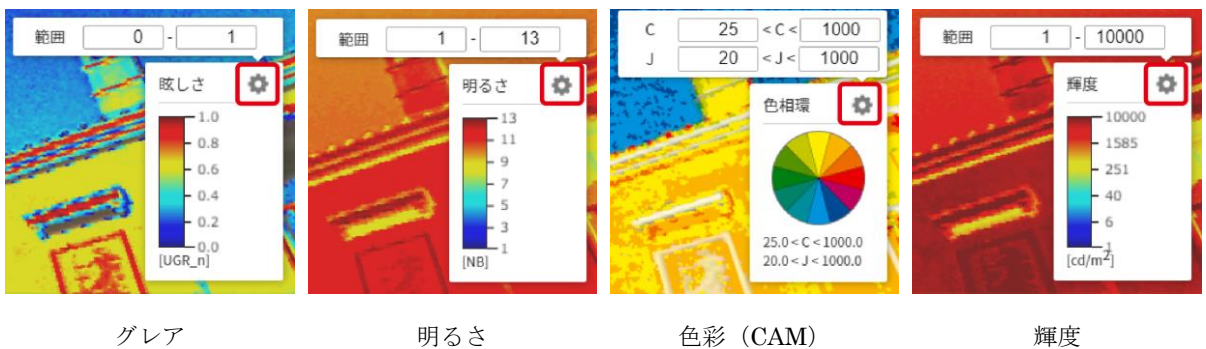 範囲 0 - 1
眩しさ
1.0
0.8
0.6
0.4
0.2
0.0
[UGR_n]
グレア
範囲 1 - 13
明るさ
13
11
9
7
5
3
1
[NB]
明るさ
C 25 < C < 1000
J 20 < J < 1000
色相環
25.0 < C < 1000.0
20.0 < J < 1000.0
色彩（CAM）
範囲 1 - 10000
輝度
10000
1585
251
40
6
1
[cd/m²]
輝度